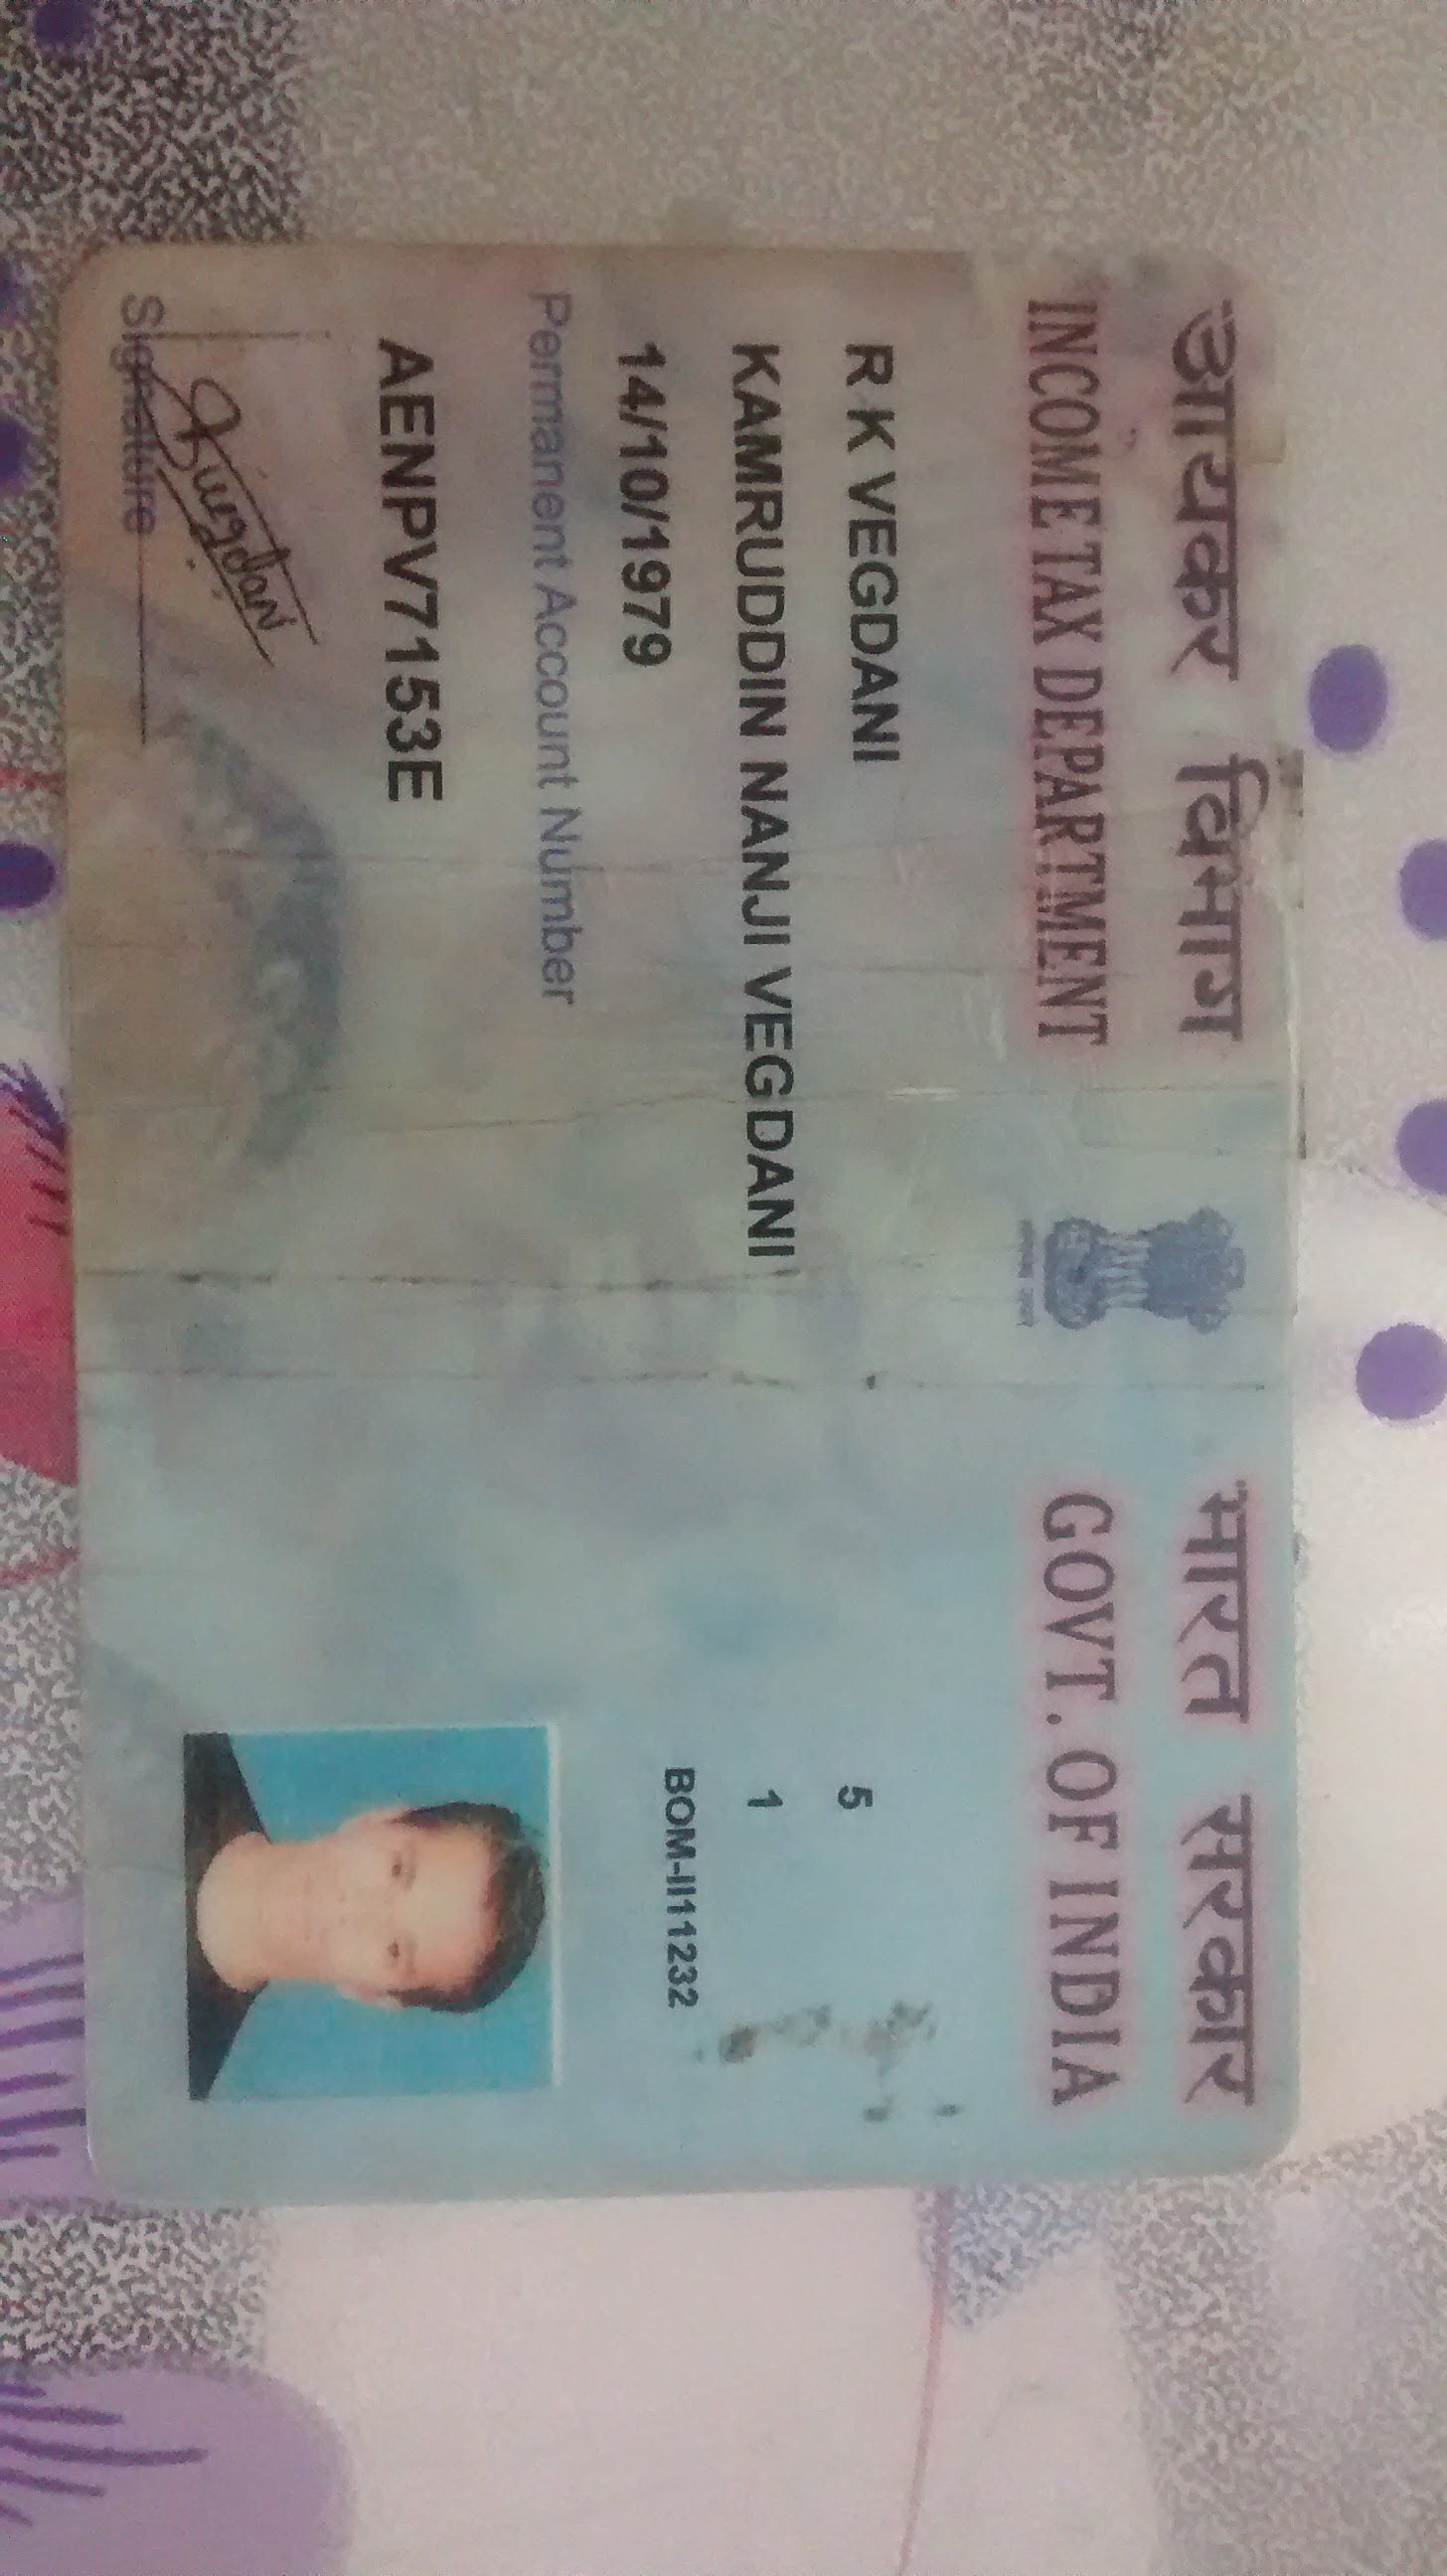 आयकर विभाग
INCOME TAX DEPARTMENT
भारत सरकार
GOVT. OF INDIA
R K VEGDANI
KAMRUDDIN NANJI VEGDANI
14/10/1979
Permanent Account Number
AENPV7153E
Signature
5
1
BOM-II11232